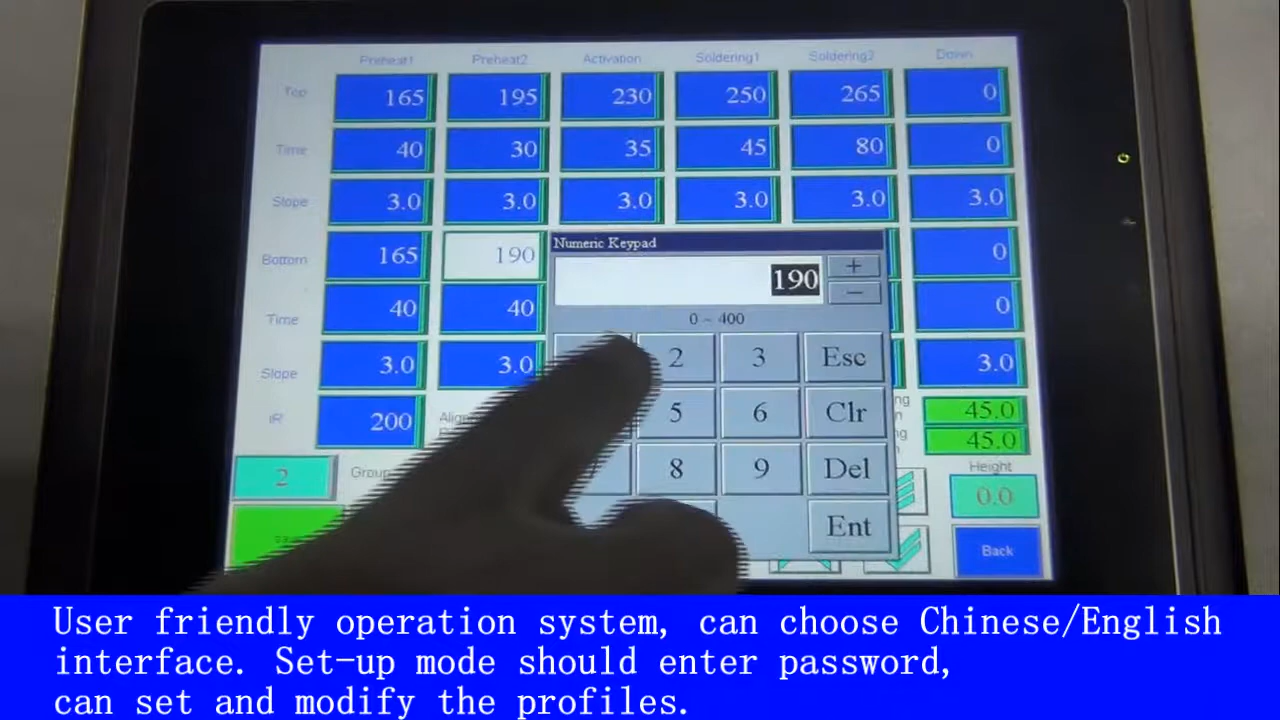 Preheat1 Preheat2 Activation Soldering1 Soldering2 Down
Top 165 195 230 250 265 0
Time 40 30 35 45 80 0
Slope 3.0 3.0 3.0 3.0 3.0 3.0
Bottom 165 190 0
Time 40 40 0
Slope 3.0 3.0 3.0
IR 200
Numeric Keypad
190 +
−
0 ~ 400
2 3 Esc
5 6 Clr
8 9 Del
Ent
45.0
45.0
Height
0.0
2
Back
User friendly operation system, can choose Chinese/English
interface. Set-up mode should enter password,
can set and modify the profiles.